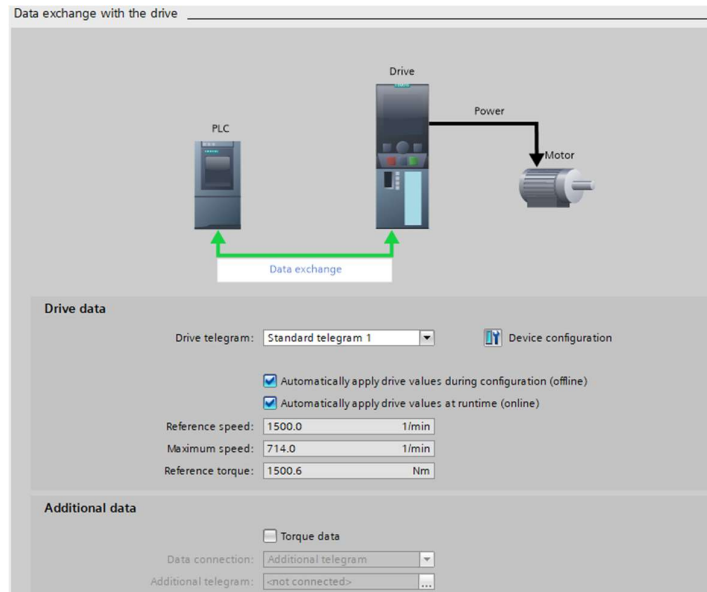 Data exchange with the drive
Drive
Power
PLC
Motor
Data exchange
Drive data
Drive telegram: Standard telegram 1 Device configuration
Automatically apply drive values during configuration (offline)
Automatically apply drive values at runtime (online)
Reference speed: 1500.0 1/min
Maximum speed: 714.0 1/min
Reference torque: 1500.6 Nm
Additional data
Torque data
Data connection: Additional telegram
Additional telegram: <not connected> ...